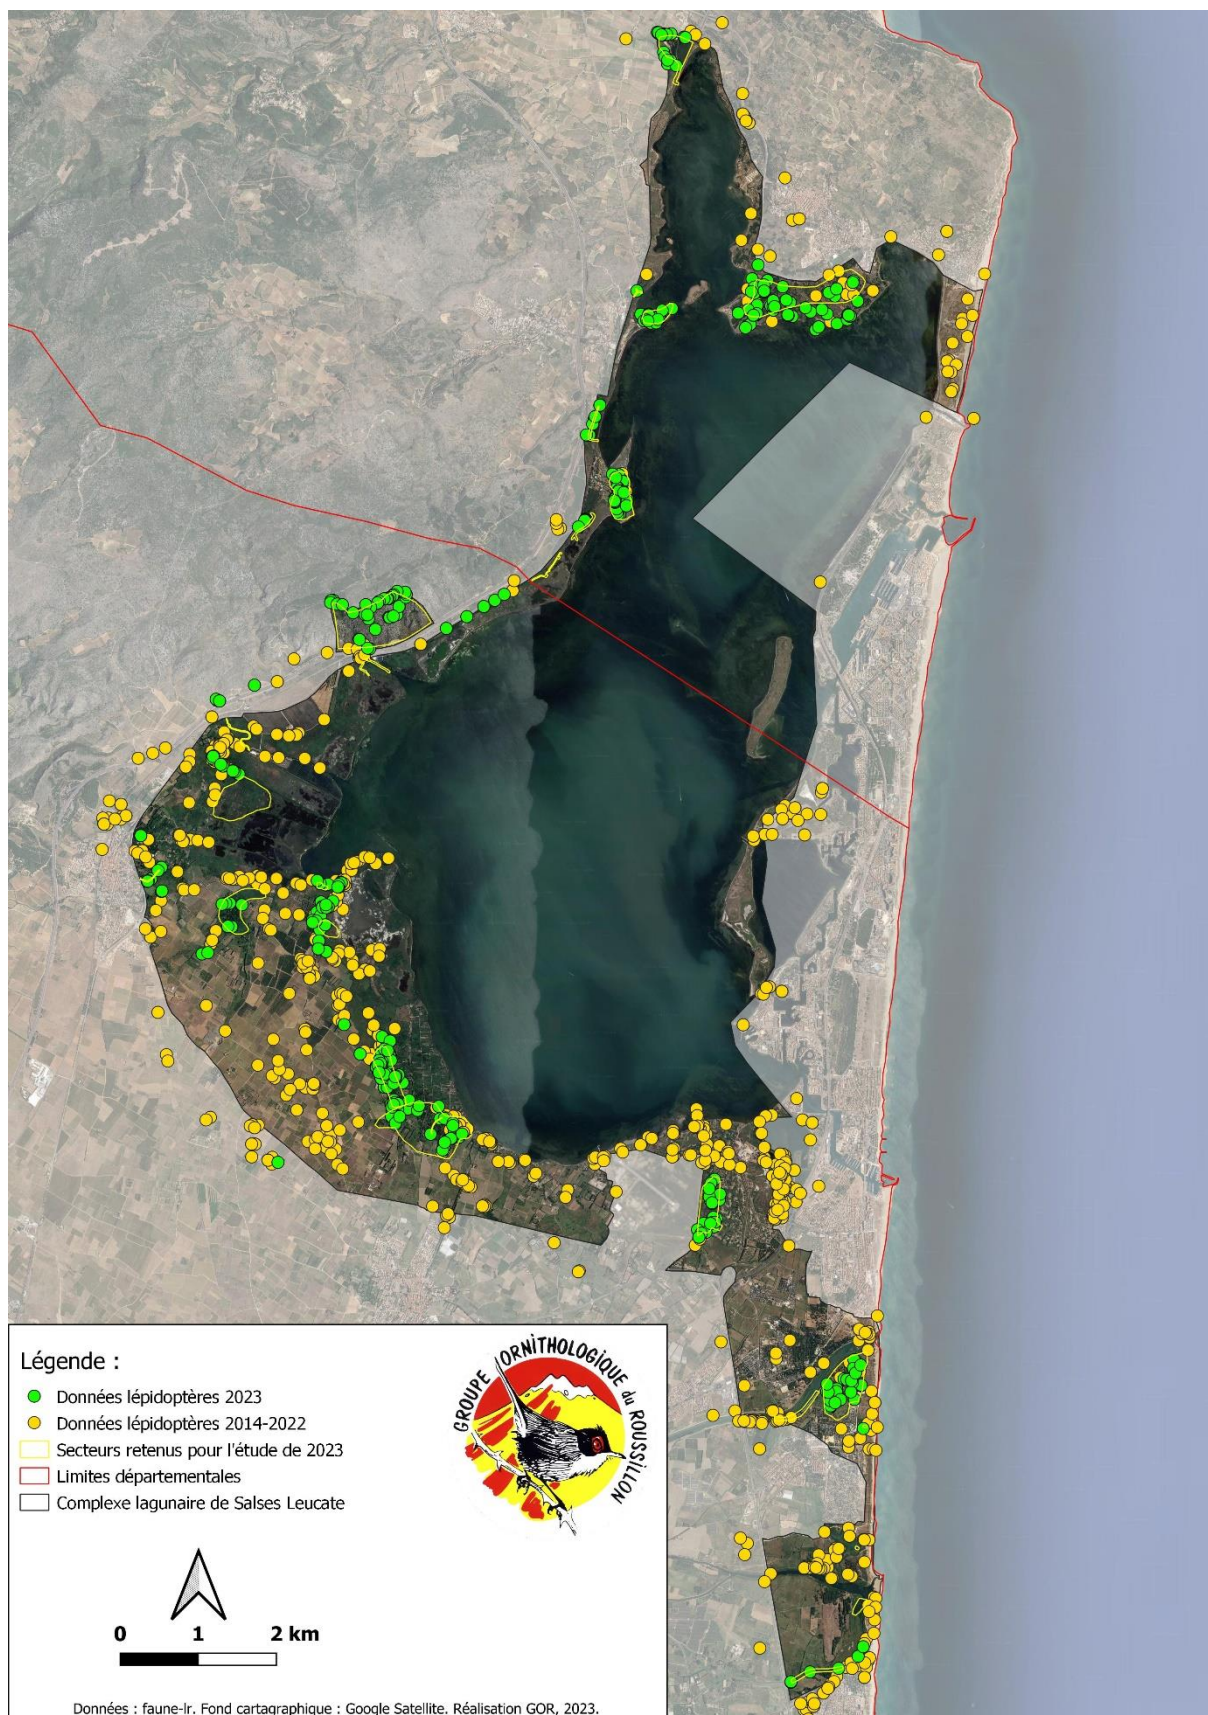 Légende :
Données lépidoptères 2023
Données lépidoptères 2014-2022
Secteurs retenus pour l'étude de 2023
Limites départementales
Complexe lagunaire de Salses Leucate
GROUPE ORNITHOLOGIQUE du ROUSSILLON
0 1 2 km
Données : faune-lr. Fond cartagraphique : Google Satellite. Réalisation GOR, 2023.